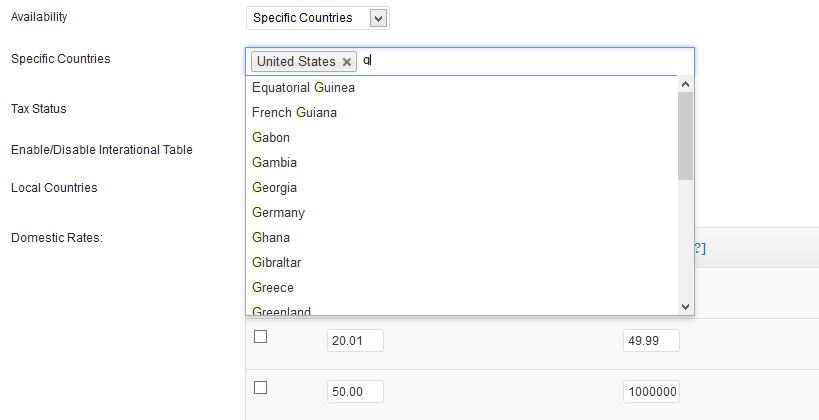 Availability
Specific Countries
Specific Countries
United States
g
Equatorial Guinea
French Guiana
Gabon
Gambia
Georgia
Germany
Ghana
Gibraltar
Greece
Greenland
Tax Status
Enable/Disable Interational Table
Local Countries
Domestic Rates:
?]
20.01 49.99
50.00 1000000